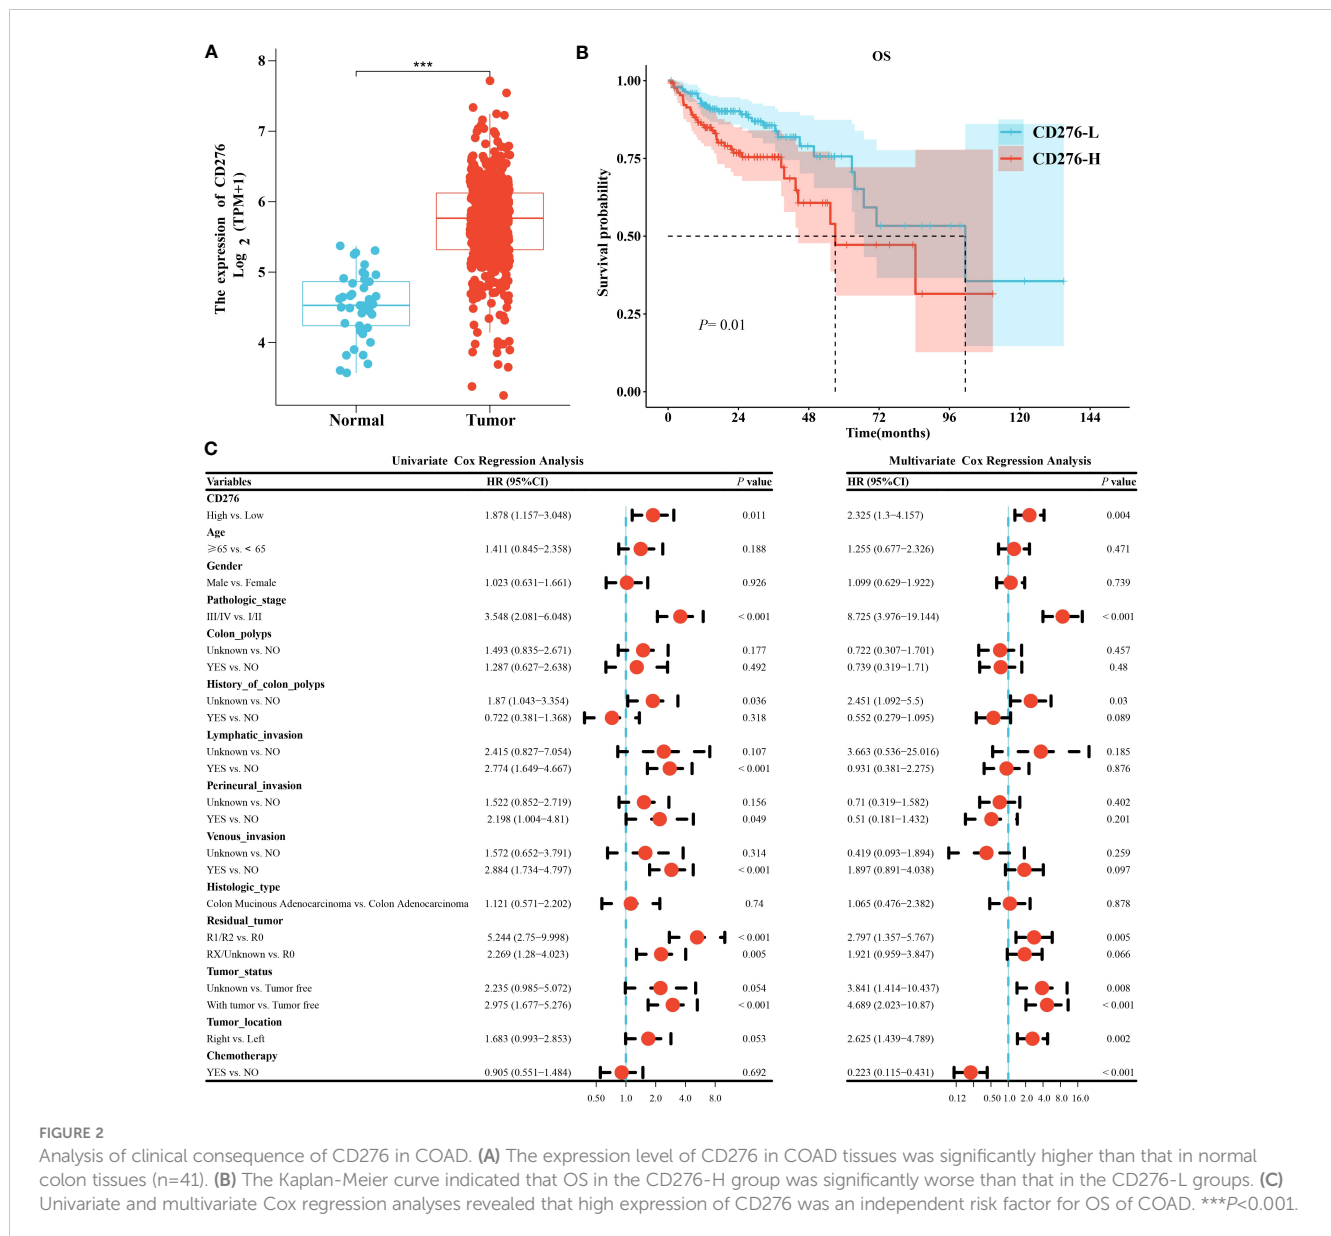 A
***
8
7
6
5
4
The expression of CD276
Log 2 (TPM+1)
Normal
Tumor
B
OS
1.00
0.75
0.50
0.25
0.00
Survival probability
CD276-L
CD276-H
P= 0.01
0 24 48 72 96 120 144
Time(months)
C
Univariate Cox Regression Analysis Multivariate Cox Regression Analysis
Variables HR (95%CI) P value HR (95%CI) P value
CD276
High vs. Low 1.878 (1.157−3.048) 0.011 2.325 (1.3−4.157) 0.004
Age
≥65 vs. < 65 1.411 (0.845−2.358) 0.188 1.255 (0.677−2.326) 0.471
Gender
Male vs. Female 1.023 (0.631−1.661) 0.926 1.099 (0.629−1.922) 0.739
Pathologic_stage
III/IV vs. I/II 3.548 (2.081−6.048) < 0.001 8.725 (3.976−19.144) < 0.001
Colon_polyps
Unknown vs. NO 1.493 (0.835−2.671) 0.177 0.722 (0.307−1.701) 0.457
YES vs. NO 1.287 (0.627−2.638) 0.492 0.739 (0.319−1.71) 0.48
History_of_colon_polyps
Unknown vs. NO 1.87 (1.043−3.354) 0.036 2.451 (1.092−5.5) 0.03
YES vs. NO 0.722 (0.381−1.368) 0.318 0.552 (0.279−1.095) 0.089
Lymphatic_invasion
Unknown vs. NO 2.415 (0.827−7.054) 0.107 3.663 (0.536−25.016) 0.185
YES vs. NO 2.774 (1.649−4.667) < 0.001 0.931 (0.381−2.275) 0.876
Perineural_invasion
Unknown vs. NO 1.522 (0.852−2.719) 0.156 0.71 (0.319−1.582) 0.402
YES vs. NO 2.198 (1.004−4.81) 0.049 0.51 (0.181−1.432) 0.201
Venous_invasion
Unknown vs. NO 1.572 (0.652−3.791) 0.314 0.419 (0.093−1.894) 0.259
YES vs. NO 2.884 (1.734−4.797) < 0.001 1.897 (0.891−4.038) 0.097
Histologic_type
Colon Mucinous Adenocarcinoma vs. Colon Adenocarcinoma 1.121 (0.571−2.202) 0.74 1.065 (0.476−2.382) 0.878
Residual_tumor
R1/R2 vs. R0 5.244 (2.75−9.998) < 0.001 2.797 (1.357−5.767) 0.005
RX/Unknown vs. R0 2.269 (1.28−4.023) 0.005 1.921 (0.959−3.847) 0.066
Tumor_status
Unknown vs. Tumor free 2.235 (0.985−5.072) 0.054 3.841 (1.414−10.437) 0.008
With tumor vs. Tumor free 2.975 (1.677−5.276) < 0.001 4.689 (2.023−10.87) < 0.001
Tumor_location
Right vs. Left 1.683 (0.993−2.853) 0.053 2.625 (1.439−4.789) 0.002
Chemotherapy
YES vs. NO 0.905 (0.551−1.484) 0.692 0.223 (0.115−0.431) < 0.001
0.50 1.0 2.0 4.0 8.0 0.12 0.50 1.0 2.0 4.0 8.0 16.0
FIGURE 2
Analysis of clinical consequence of CD276 in COAD. (A) The expression level of CD276 in COAD tissues was significantly higher than that in normal
colon tissues (n=41). (B) The Kaplan-Meier curve indicated that OS in the CD276-H group was significantly worse than that in the CD276-L groups. (C)
Univariate and multivariate Cox regression analyses revealed that high expression of CD276 was an independent risk factor for OS of COAD. ***P<0.001.